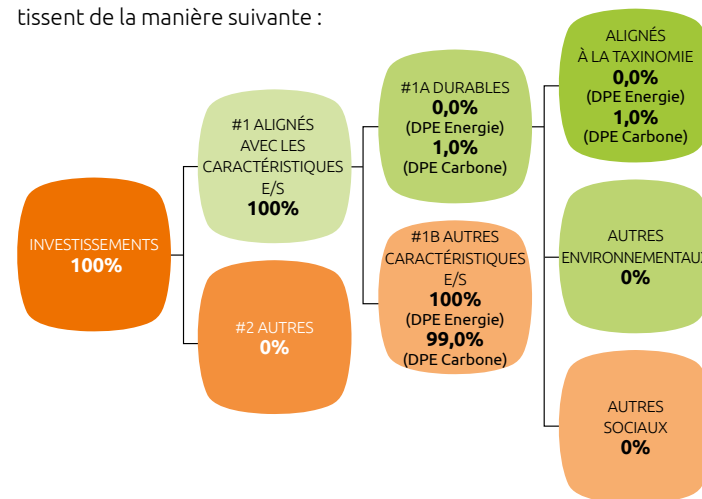 tissent de la manière suivante :
INVESTISSEMENTS
100%
#1 ALIGNÉS
AVEC LES
CARACTÉRISTIQUES
E/S
100%
#2 AUTRES
0%
#1A DURABLES
0,0%
(DPE Energie)
1,0%
(DPE Carbone)
#1B AUTRES
CARACTÉRISTIQUES
E/S
100%
(DPE Energie)
99,0%
(DPE Carbone)
ALIGNÉS
À LA TAXINOMIE
0,0%
(DPE Energie)
1,0%
(DPE Carbone)
AUTRES
ENVIRONNEMENTAUX
0%
AUTRES
SOCIAUX
0%